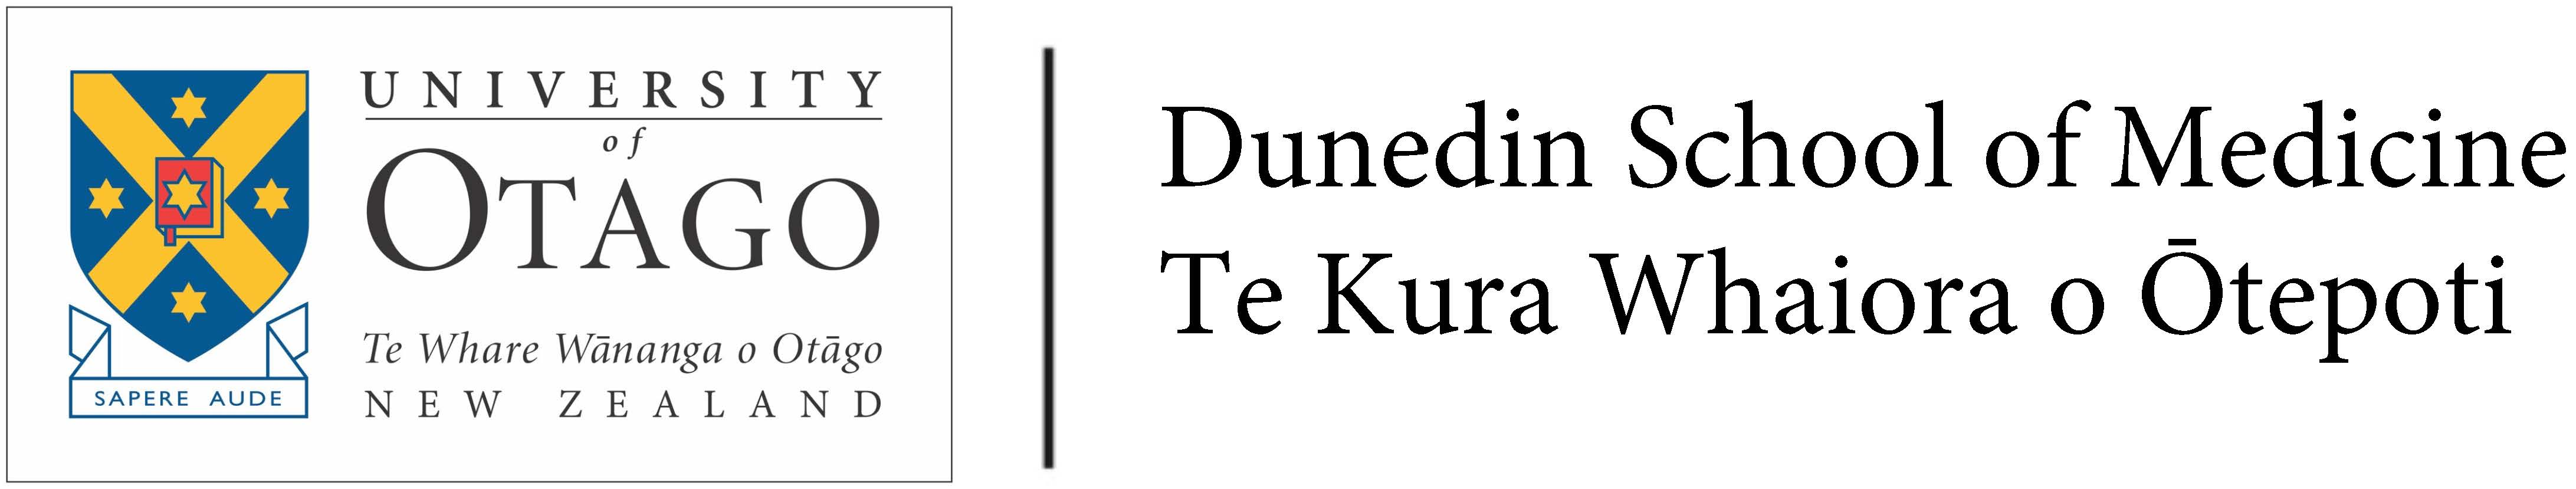 UNIVERSITY
of
OTAGO
Te Whare Wānanga o Otāgo
NEW ZEALAND
SAPERE AUDE
Dunedin School of Medicine
Te Kura Whaiora o Ōtepoti